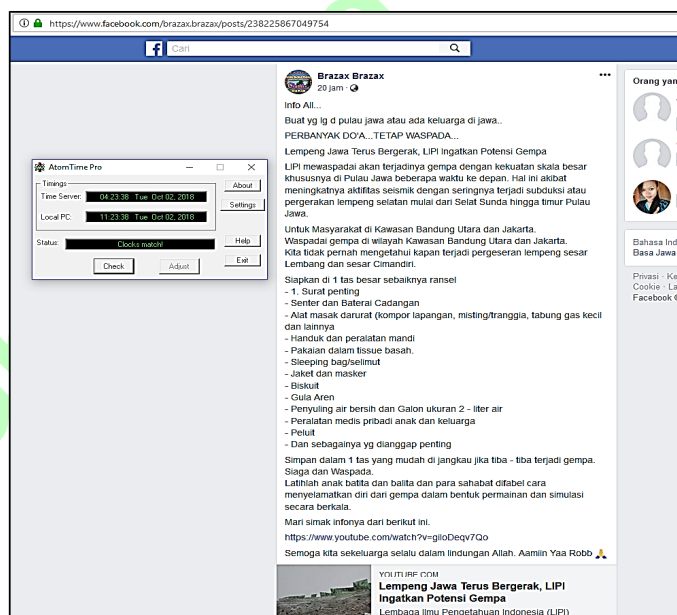 https://www.facebook.com/brazax.brazax/posts/238225867049754
Cari
Brazax Brazax
20 jam
Info All...
Buat yg lg d pulau jawa atau ada keluarga di jawa..
PERBANYAK DO'A...TETAP WASPADA...
Lempeng Jawa Terus Bergerak, LIPI Ingatkan Potensi Gempa
LIPI mewaspadai akan terjadinya gempa dengan kekuatan skala besar
khususnya di Pulau Jawa beberapa waktu ke depan. Hal ini akibat
meningkatnya aktifitas seismik dengan seringnya terjadi subduksi atau
pergerakan lempeng selatan mulai dari Selat Sunda hingga timur Pulau
Jawa.
Untuk Masyarakat di Kawasan Bandung Utara dan Jakarta.
Waspadai gempa di wilayah Kawasan Bandung Utara dan Jakarta.
Kita tidak pernah mengetahui kapan terjadi pergeseran lempeng sesar
Lembang dan sesar Cimandiri.
Siapkan di 1 tas besar sebaiknya ransel
- 1. Surat penting
- Senter dan Baterai Cadangan
- Alat masak darurat (kompor lapangan, misting/tranggia, tabung gas kecil
dan lainnya
- Handuk dan peralatan mandi
- Pakaian dalam tissue basah.
- Sleeping bag/selimut
- Jaket dan masker
- Biskuit
- Gula Aren
- Penyuling air bersih dan Galon ukuran 2 - liter air
- Peralatan medis pribadi anak dan keluarga
- Peluit
- Dan sebagainya yg dianggap penting
Simpan dalam 1 tas yang mudah di jangkau jika tiba - tiba terjadi gempa.
Siaga dan Waspada.
Latihlah anak batita dan balita dan para sahabat difabel cara
menyelamatkan diri dari gempa dalam bentuk permainan dan simulasi
secara berkala.
Mari simak infonya dari berikut ini.
https://www.youtube.com/watch?v=giloDeqv7Qo
Semoga kita sekeluarga selalu dalam lindungan Allah. Aamiin Yaa Robb 🙏
YOUTUBE.COM
Lempeng Jawa Terus Bergerak, LIPI
Ingatkan Potensi Gempa
Lembaga Ilmu Pengetahuan Indonesia (LIPI)
AtomTime Pro
Timings
Time Server: 04:23:38 Tue Oct 02, 2018
Local PC: 11:23:38 Tue Oct 02, 2018
Status: Clocks match!
Check
Adjust
About
Settings
Help
Exit
Orang yan
Bahasa Ind
Basa Jawa
Privasi · Ke
Cookie · La
Facebook